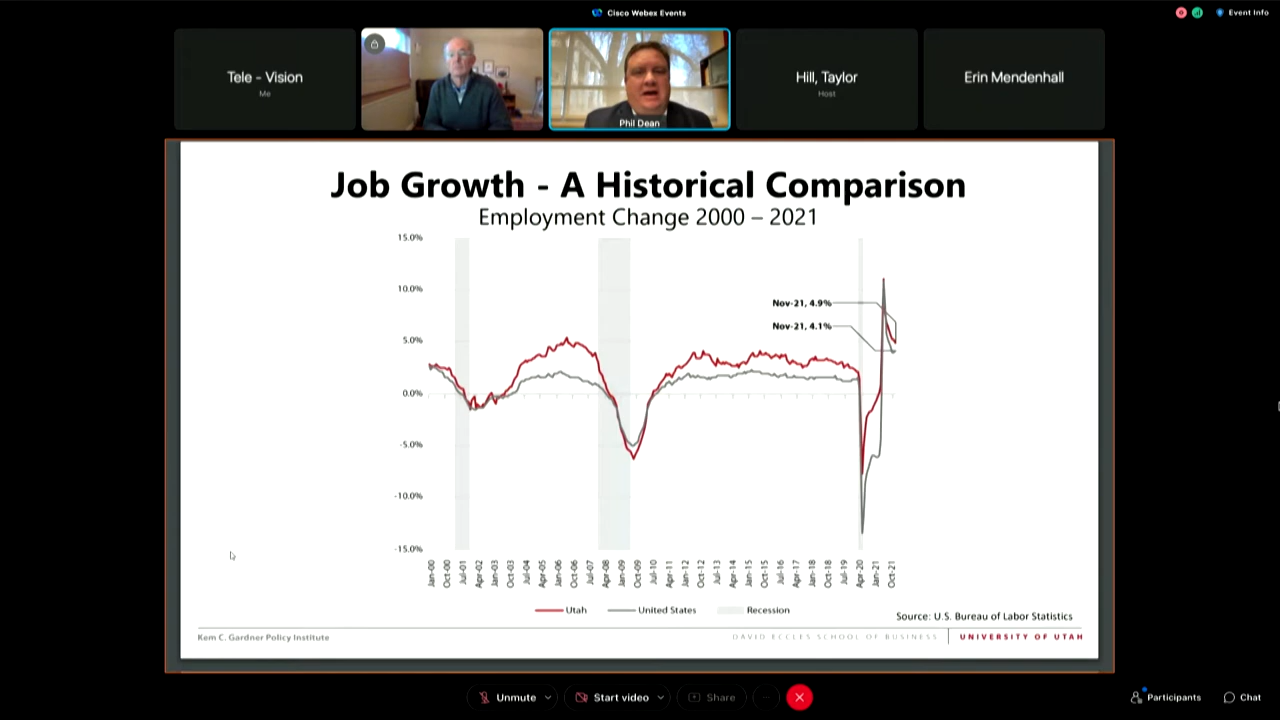 Cisco Webex Events
Event Info
Tele - Vision
Me
Phil Dean
Hill, Taylor
Host
Erin Mendenhall
Job Growth - A Historical Comparison
Employment Change 2000 – 2021
15.0%
10.0%
5.0%
0.0%
-5.0%
-10.0%
-15.0%
Nov-21, 4.9%
Nov-21, 4.1%
Jan-00
Oct-00
Jul-01
Apr-02
Jan-03
Oct-03
Jul-04
Apr-05
Jan-06
Oct-06
Jul-07
Apr-08
Jan-09
Oct-09
Jul-10
Apr-11
Jan-12
Oct-12
Jul-13
Apr-14
Jan-15
Oct-15
Jul-16
Apr-17
Jan-18
Oct-18
Jul-19
Apr-20
Jan-21
Oct-21
Utah
United States
Recession
Source: U.S. Bureau of Labor Statistics
Kem C. Gardner Policy Institute
DAVID ECCLES SCHOOL OF BUSINESS
UNIVERSITY OF UTAH
Unmute
Start video
Share
Participants
Chat